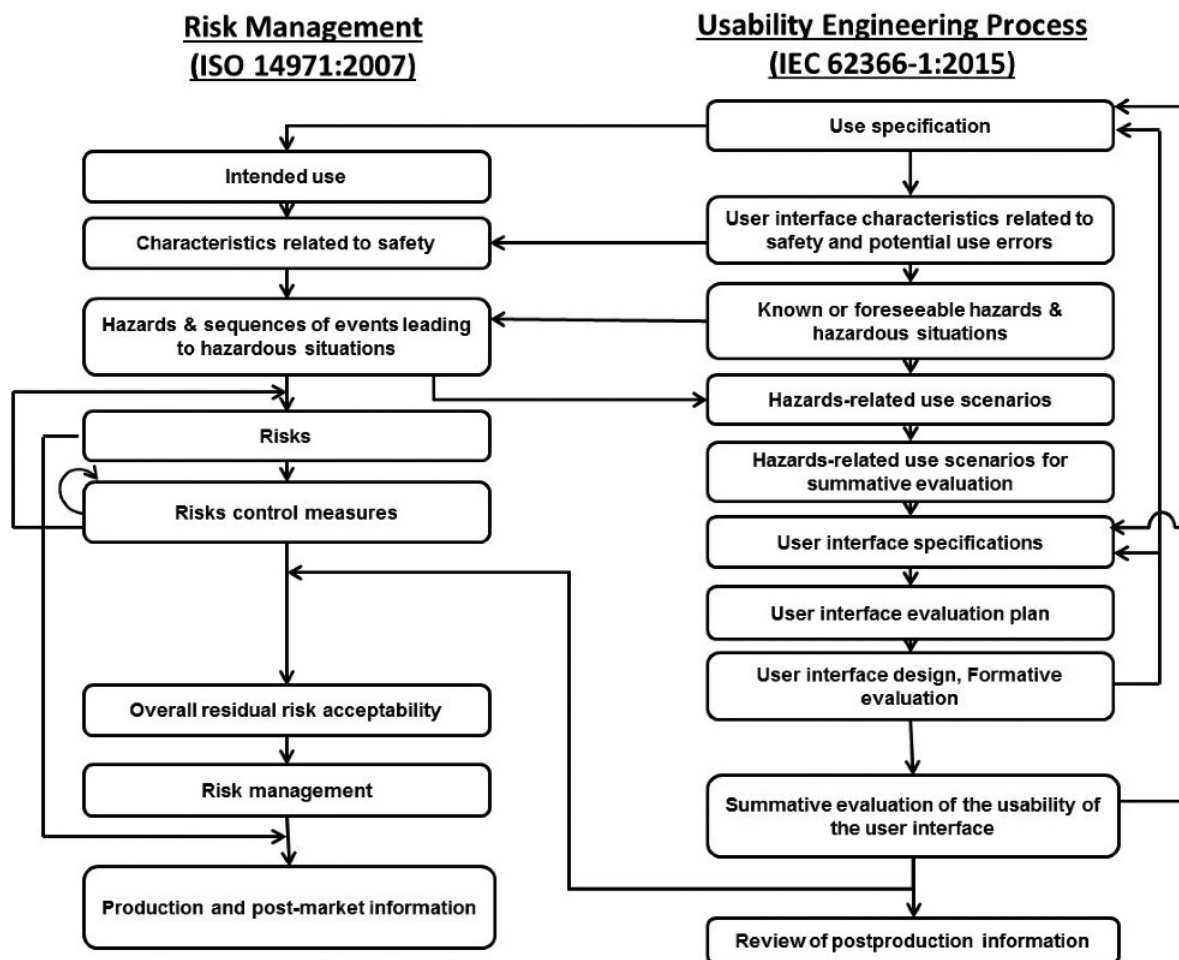 Risk Management
(ISO 14971:2007)
Intended use
Characteristics related to safety
Hazards & sequences of events leading
to hazardous situations
Risks
Risks control measures
Overall residual risk acceptability
Risk management
Production and post-market information
Usability Engineering Process
(IEC 62366-1:2015)
Use specification
User interface characteristics related to
safety and potential use errors
Known or foreseeable hazards &
hazardous situations
Hazards-related use scenarios
Hazards-related use scenarios for
summative evaluation
User interface specifications
User interface evaluation plan
User interface design, Formative
evaluation
Summative evaluation of the usability of
the user interface
Review of postproduction information